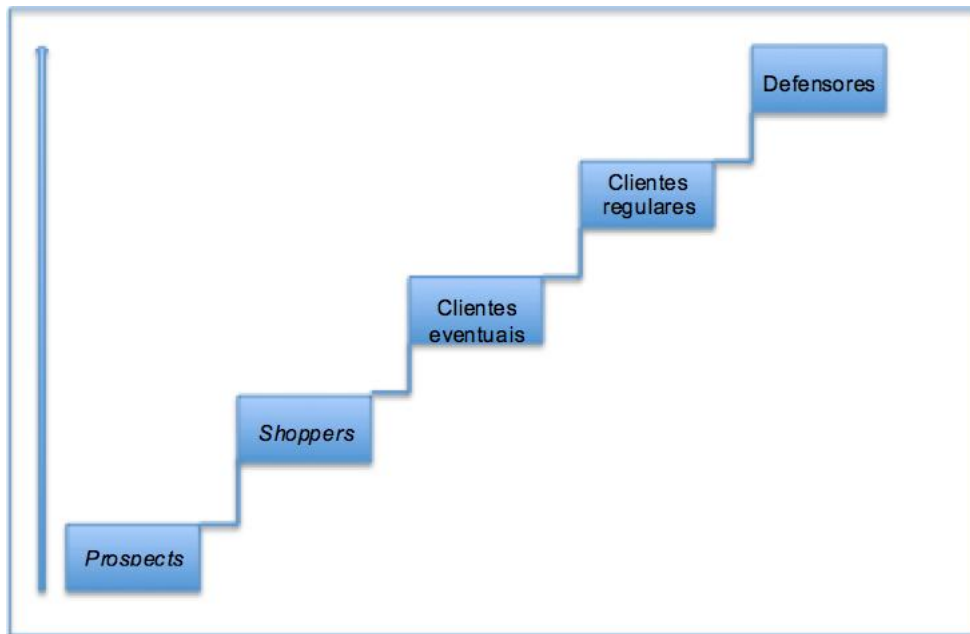 Defensores
Clientes
regulares
Clientes
eventuais
Shoppers
Prospects